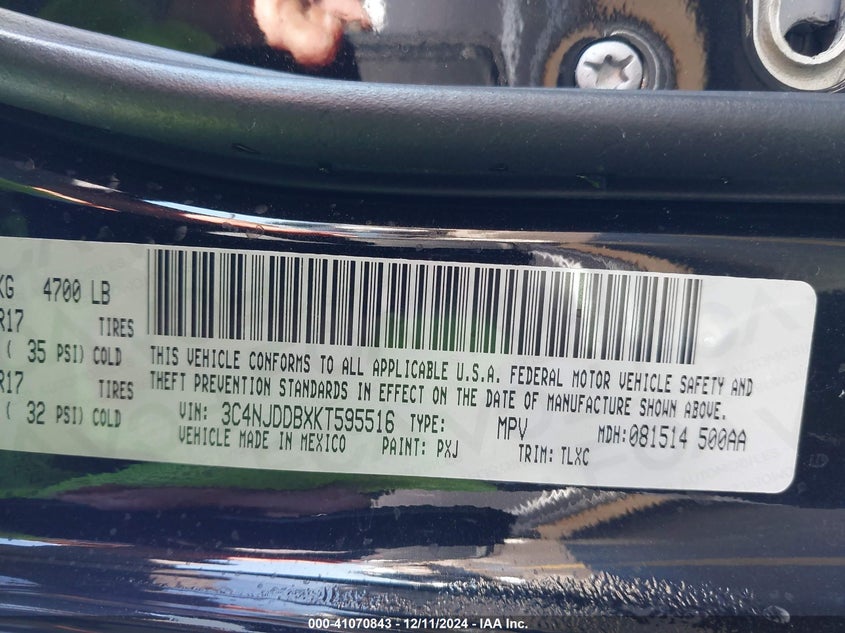 KG 4700 LB
R17 TIRES
( 35 PSI) COLD
R17 TIRES
( 32 PSI) COLD
THIS VEHICLE CONFORMS TO ALL APPLICABLE U.S.A. FEDERAL MOTOR VEHICLE SAFETY AND
THEFT PREVENTION STANDARDS IN EFFECT ON THE DATE OF MANUFACTURE SHOWN ABOVE.
VIN: 3C4NJDDBXKT595516 TYPE: MPV MDH:081514 500AA
VEHICLE MADE IN MEXICO PAINT: PXJ TRIM: TLXC
000-41070843 - 12/11/2024 - IAA Inc.